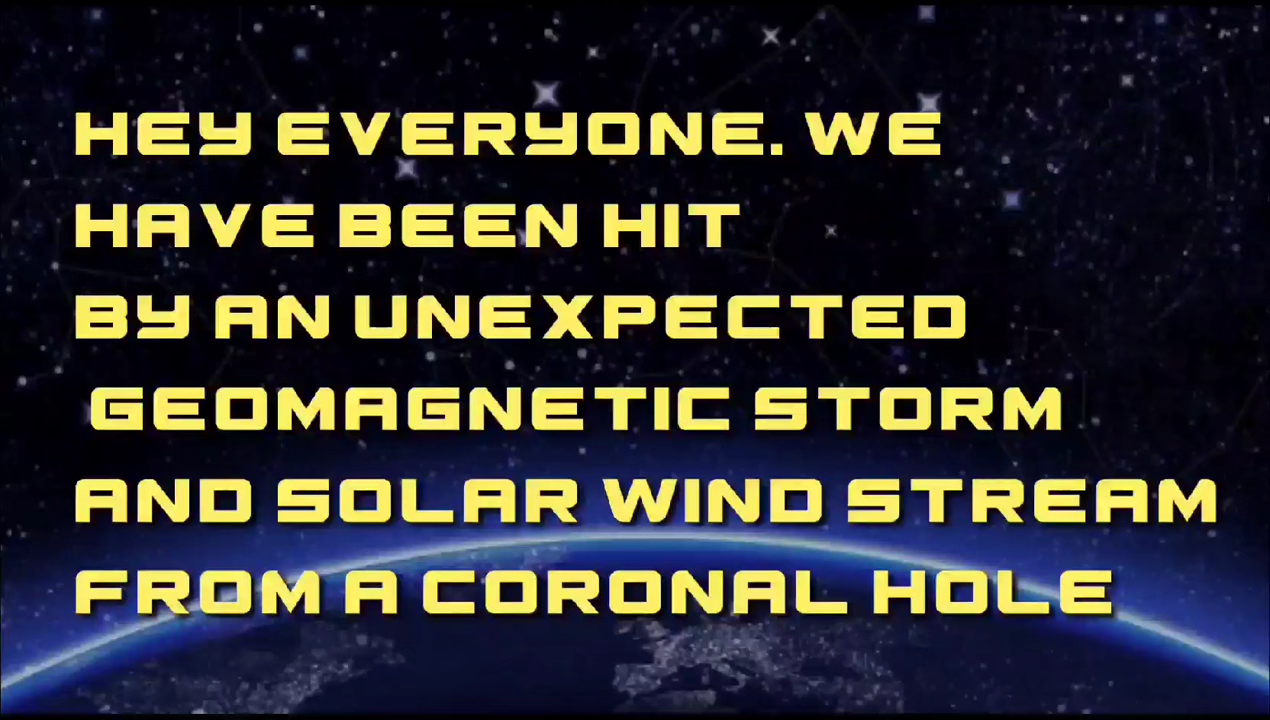 HEY EVERYONE. WE
HAVE BEEN HIT
BY AN UNEXPECTED
GEOMAGNETIC STORM
AND SOLAR WIND STREAM
FROM A CORONAL HOLE